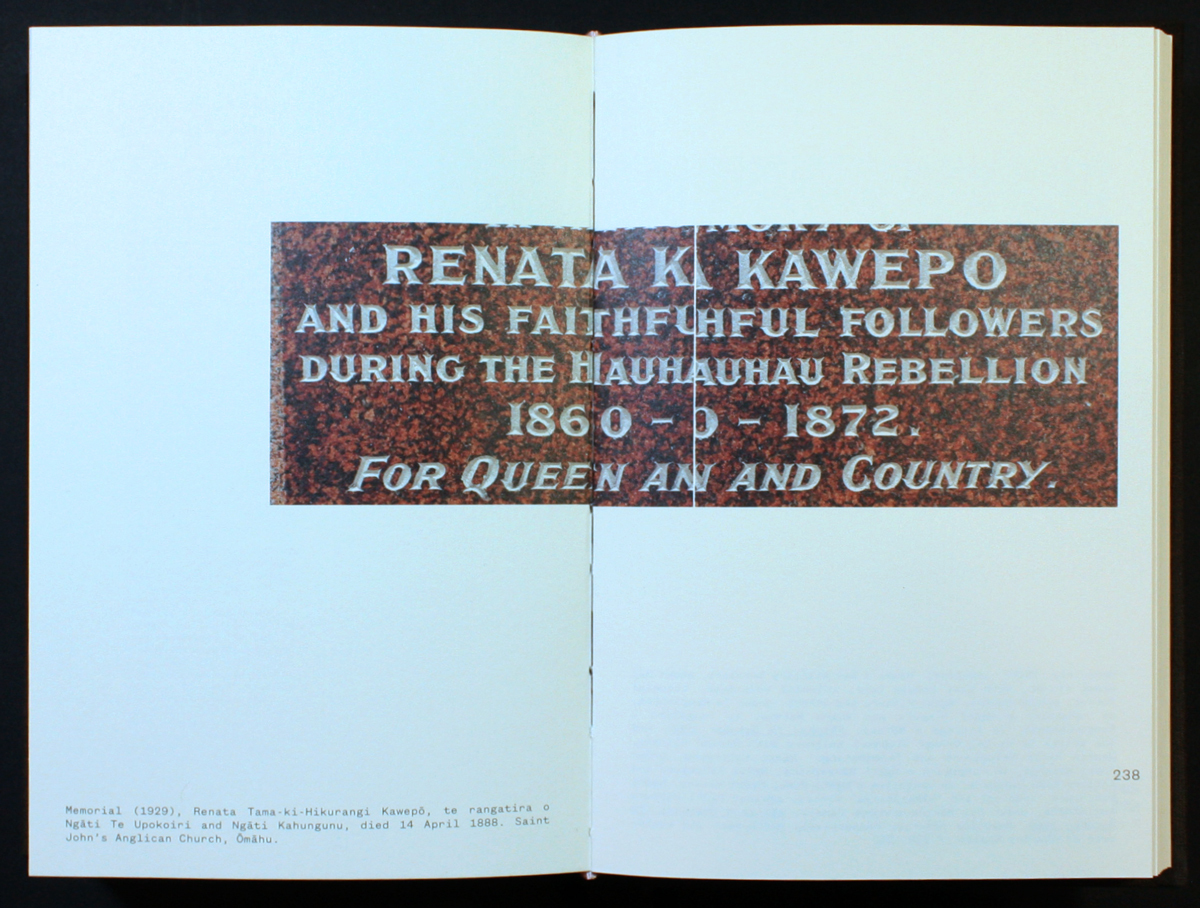 RENATA K KAWEPO
AND HIS FAITHFUHFUL FOLLOWERS
DURING THE HAUHAUHAU REBELLION
1860 - 0 - 1872.
FOR QUEEN AN AND COUNTRY.
238
Memorial (1929), Renata Tama-ki-Hikurangi Kawepō, te rangatira o
Ngāti Te Upokoiri and Ngāti Kahungunu, died 14 April 1888. Saint
John's Anglican Church, Ōmāhu.